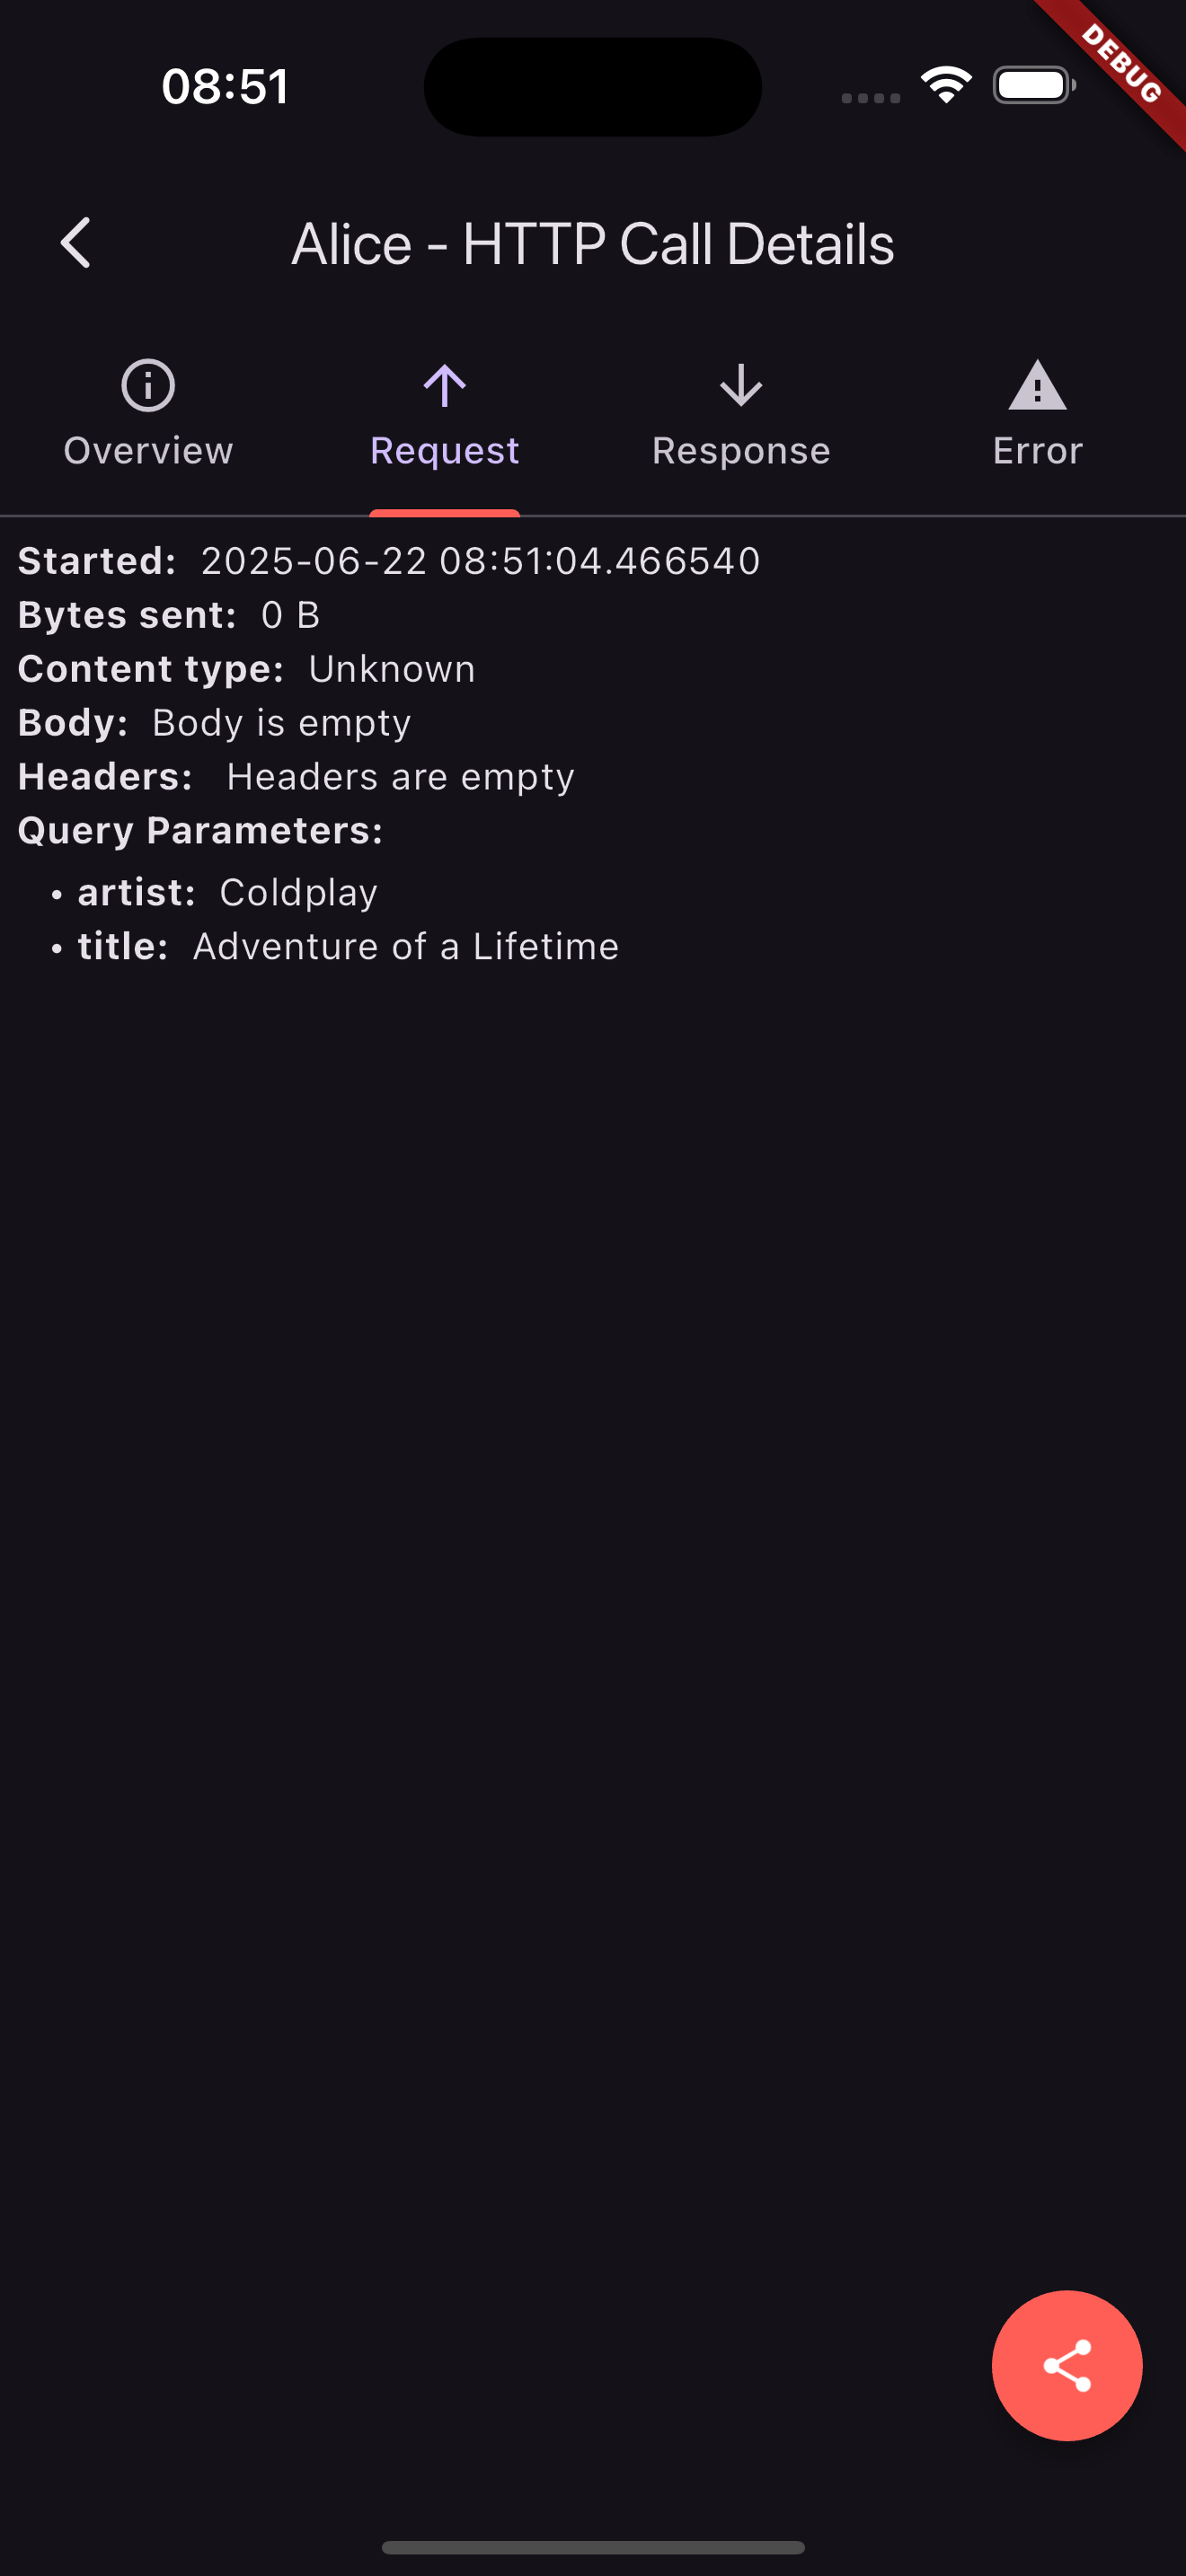 08:51
DEBUG
Alice - HTTP Call Details
Overview
Request
Response
Error
Started: 2025-06-22 08:51:04.466540
Bytes sent: 0 B
Content type: Unknown
Body: Body is empty
Headers: Headers are empty
Query Parameters:
• artist: Coldplay
• title: Adventure of a Lifetime